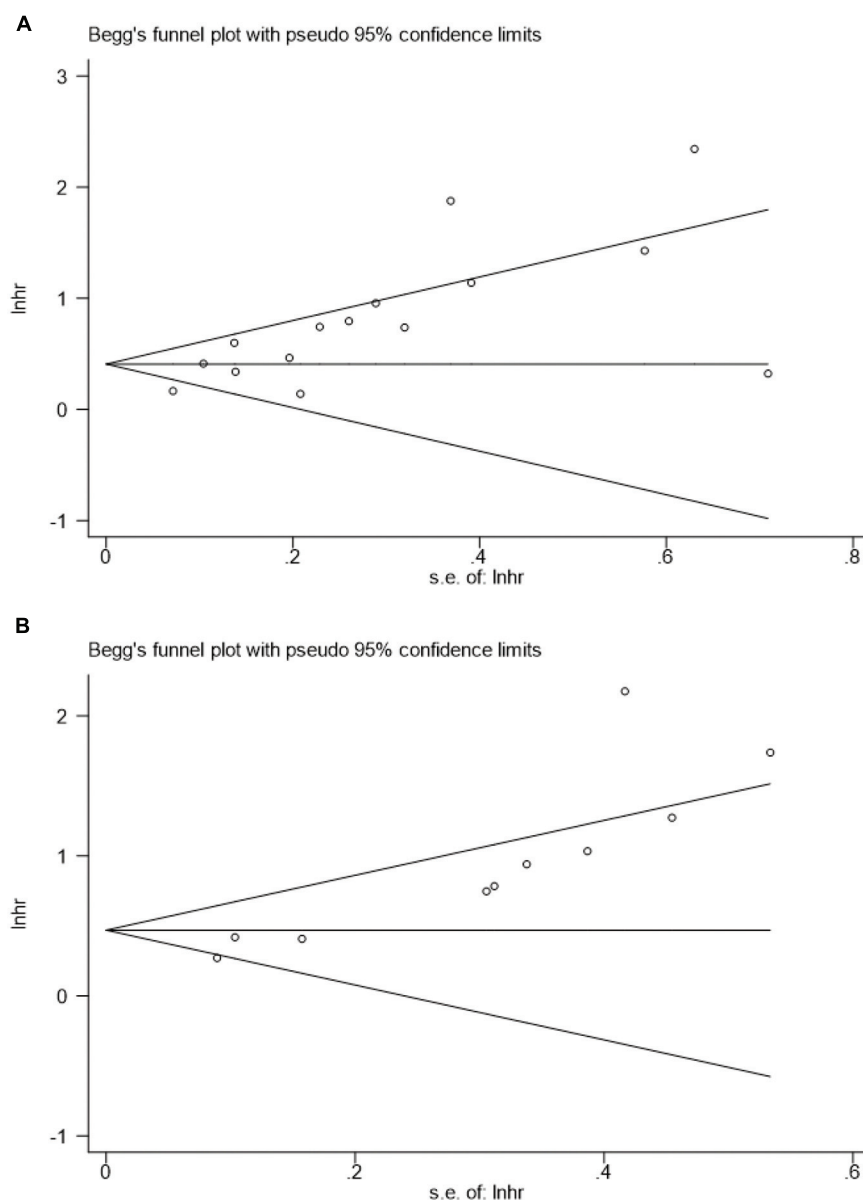 A
Begg's funnel plot with pseudo 95% confidence limits
3
2
1
0
-1
lnhr
0 .2 .4 .6 .8
s.e. of: lnhr
B
Begg's funnel plot with pseudo 95% confidence limits
2
1
0
-1
lnhr
0 .2 .4 .6
s.e. of: lnhr